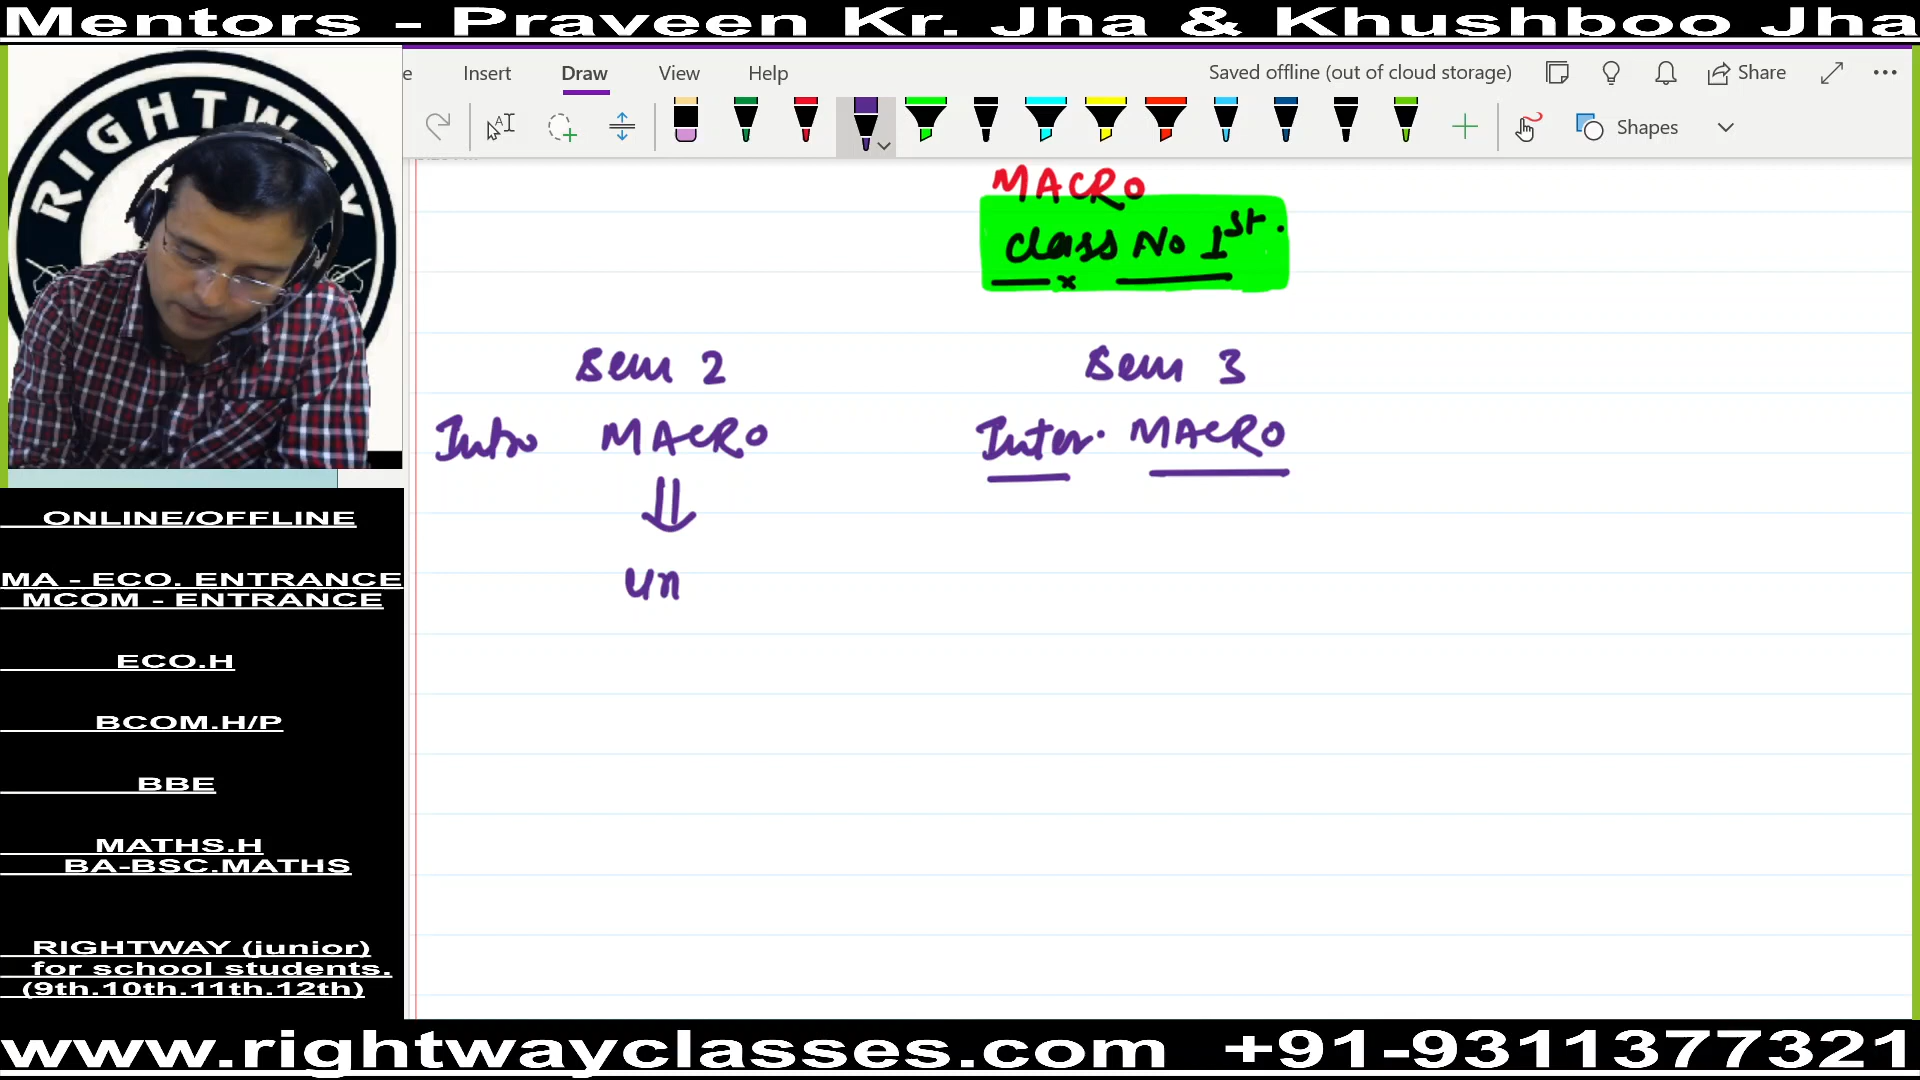 Mentors - Praveen Kr. Jha & Khushboo Jha
RIGHTWAY
Insert Draw View Help
Saved offline (out of cloud storage)
Share
Shapes
MACRO
Class No 1st.
Sem 2 Sem 3
Intro MACRO Inter. MACRO
un
ONLINE/OFFLINE
MA - ECO. ENTRANCE
MCOM - ENTRANCE
ECO.H
BCOM.H/P
BBE
MATHS.H
BA-BSC.MATHS
RIGHTWAY (junior)
for school students.
(9th.10th.11th.12th)
www.rightwayclasses.com +91-9311377321